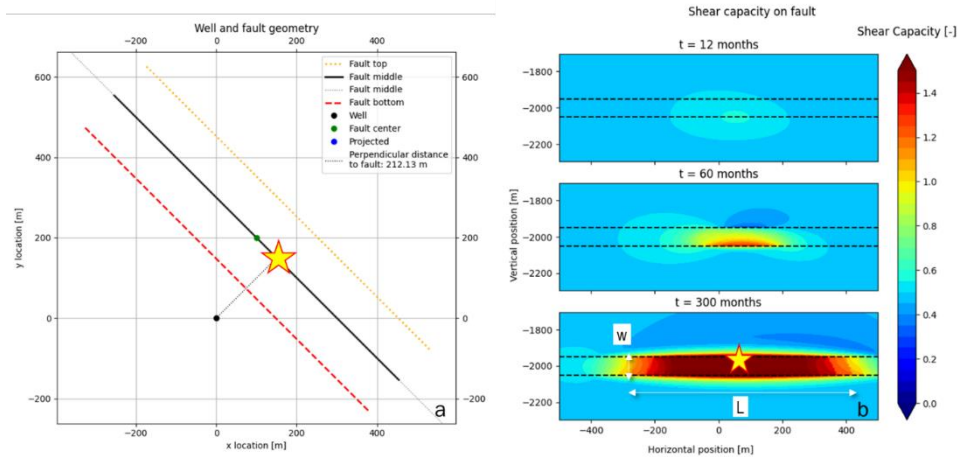 Well and fault geometry
−200 0 200 400
600
400
200
0
−200
600
400
200
0
−200
−200 0 200 400
x location [m]
y location [m]
Fault top
Fault middle
Fault middle
Fault bottom
Well
Fault center
Projected
Perpendicular distance
to fault: 212.13 m
a
Shear capacity on fault
Shear Capacity [-]
t = 12 months
−1800
−2000
−2200
t = 60 months
−1800
−2000
−2200
t = 300 months
−1800
−2000
−2200
Vertical position [m]
W
L
b
−400 −200 0 200 400
Horizontal position [m]
1.4
1.2
1.0
0.8
0.6
0.4
0.2
0.0